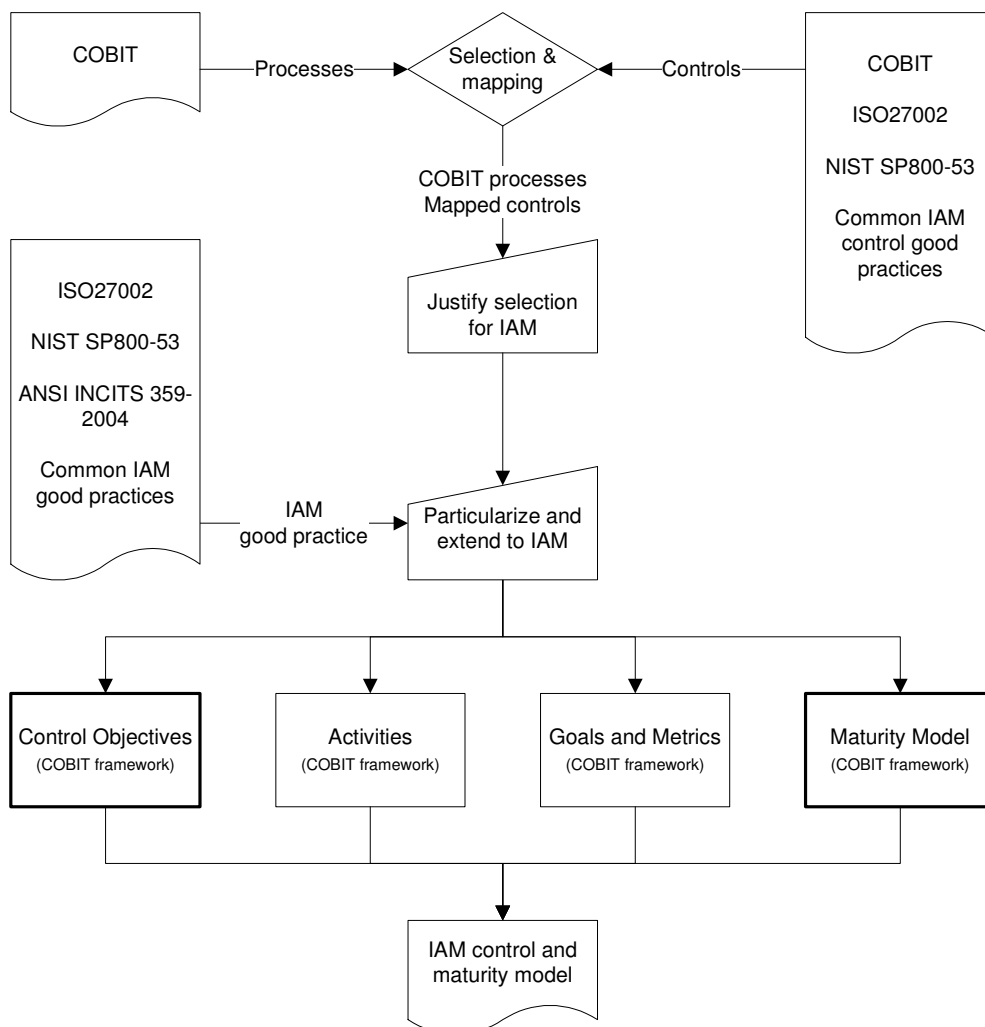 COBIT
Processes
Selection &
mapping
Controls
COBIT
ISO27002
NIST SP800-53
Common IAM
control good
practices
COBIT processes
Mapped controls
Justify selection
for IAM
ISO27002
NIST SP800-53
ANSI INCITS 359-
2004
Common IAM
good practices
IAM
good practice
Particularize and
extend to IAM
Control Objectives
(COBIT framework)
Activities
(COBIT framework)
Goals and Metrics
(COBIT framework)
Maturity Model
(COBIT framework)
IAM control and
maturity model